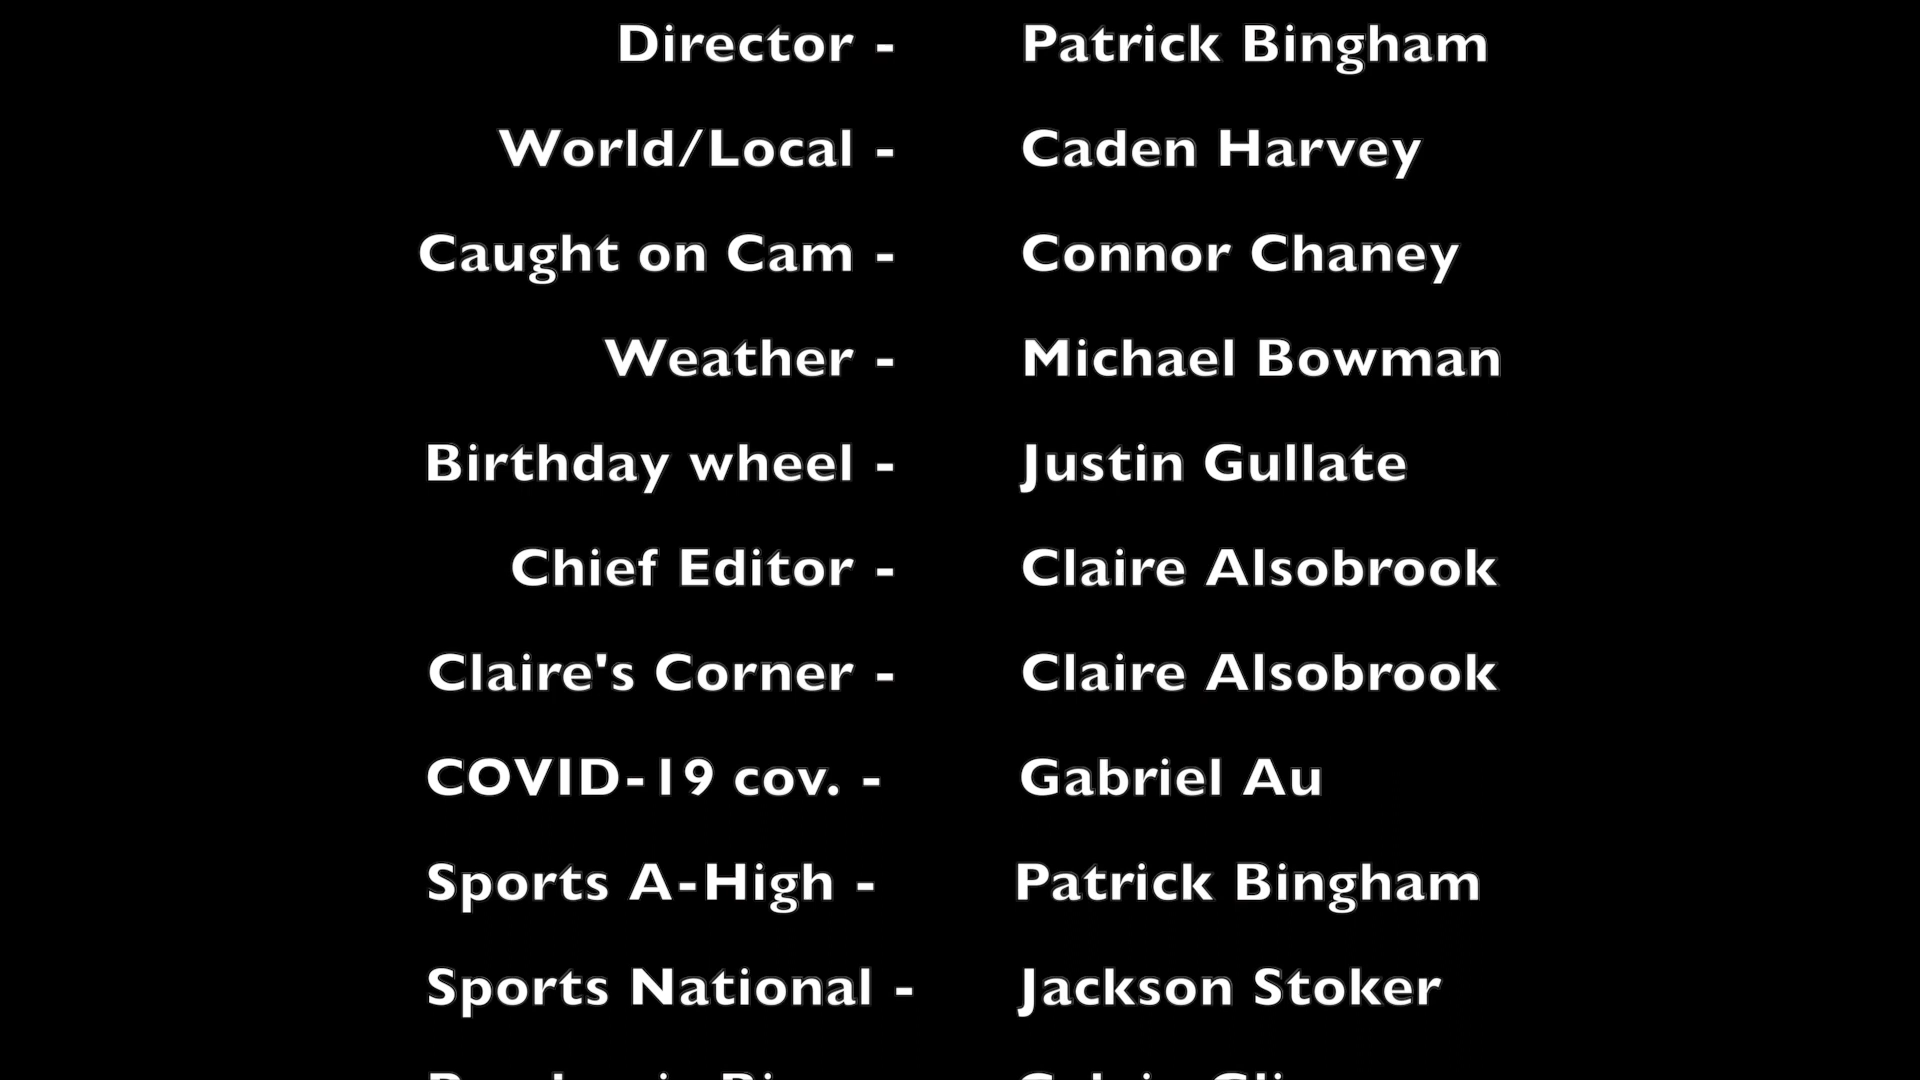 Director - Patrick Bingham
World/Local - Caden Harvey
Caught on Cam - Connor Chaney
Weather - Michael Bowman
Birthday wheel - Justin Gullate
Chief Editor - Claire Alsobrook
Claire's Corner - Claire Alsobrook
COVID-19 cov. - Gabriel Au
Sports A-High - Patrick Bingham
Sports National - Jackson Stoker